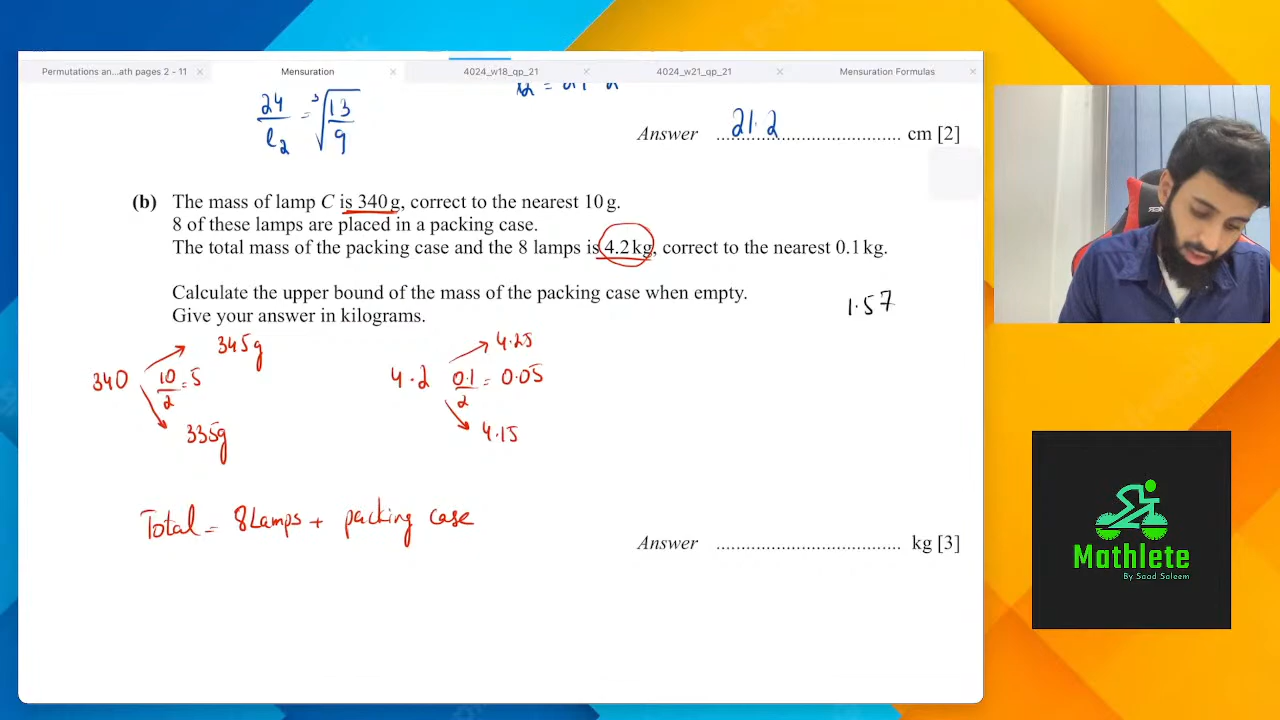 Permutations an...ath pages 2 - 11 × Mensuration × 4024_w18_qp_21 × 4024_w21_qp_21 × Mensuration Formulas ×
24/l₂ = ³√13/9
Answer 21.2 cm [2]
(b) The mass of lamp C is 340 g, correct to the nearest 10 g.
8 of these lamps are placed in a packing case.
The total mass of the packing case and the 8 lamps is 4.2 kg, correct to the nearest 0.1 kg.
Calculate the upper bound of the mass of the packing case when empty.
Give your answer in kilograms.
1.57
345g
340 10/2 = 5
335g
4.25
4.2 0.1/2 = 0.05
4.15
Total = 8 Lamps + packing case
Answer .................................... kg [3]
Mathlete
By Saad Saleem